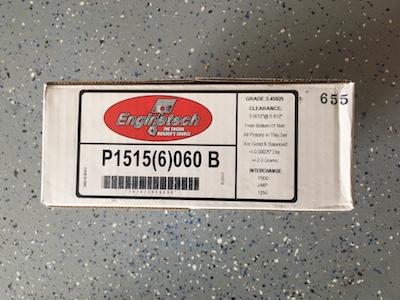 Enginetech
THE ENGINE
BUILDER'S SOURCE
P1515(6)060 B
GRADE:3.45825
CLEARANCE:
From Bottom Of Skirt
All Pistons In This Set
Are Sized & Balanced
+/-0.00025" Dia
+/-2.0 Grams
INTERCHANGE
655